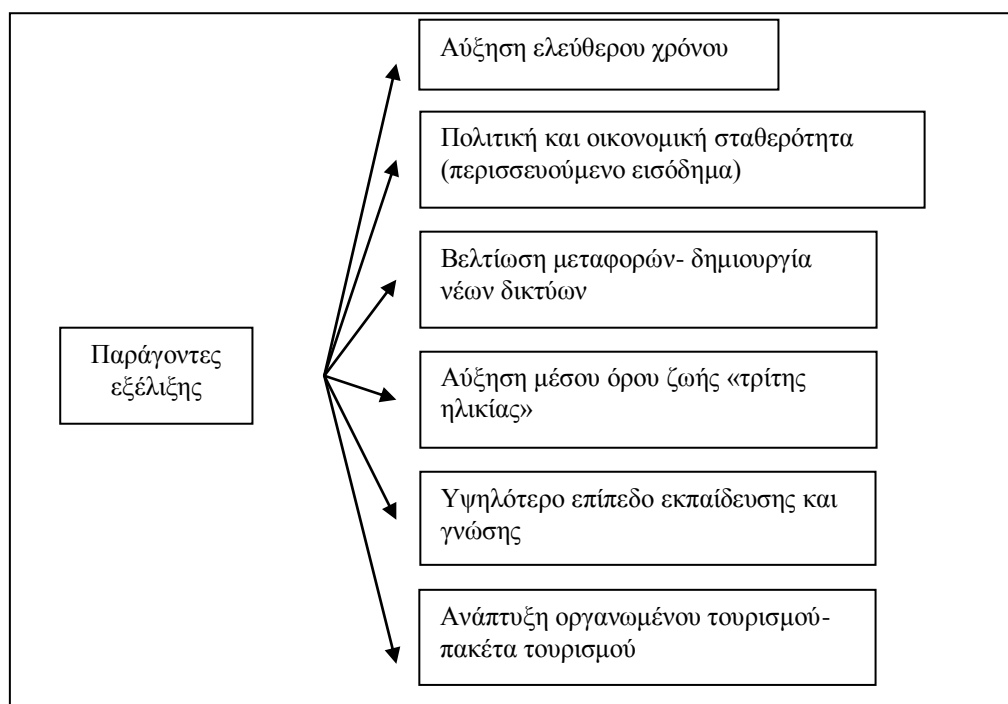 Αύξηση ελεύθερου χρόνου
Πολιτική και οικονομική σταθερότητα
(περισσευούμενο εισόδημα)
Βελτίωση μεταφορών- δημιουργία
νέων δικτύων
Παράγοντες
εξέλιξης
Αύξηση μέσου όρου ζωής «τρίτης
ηλικίας»
Υψηλότερο επίπεδο εκπαίδευσης και
γνώσης
Ανάπτυξη οργανωμένου τουρισμού-
πακέτα τουρισμού